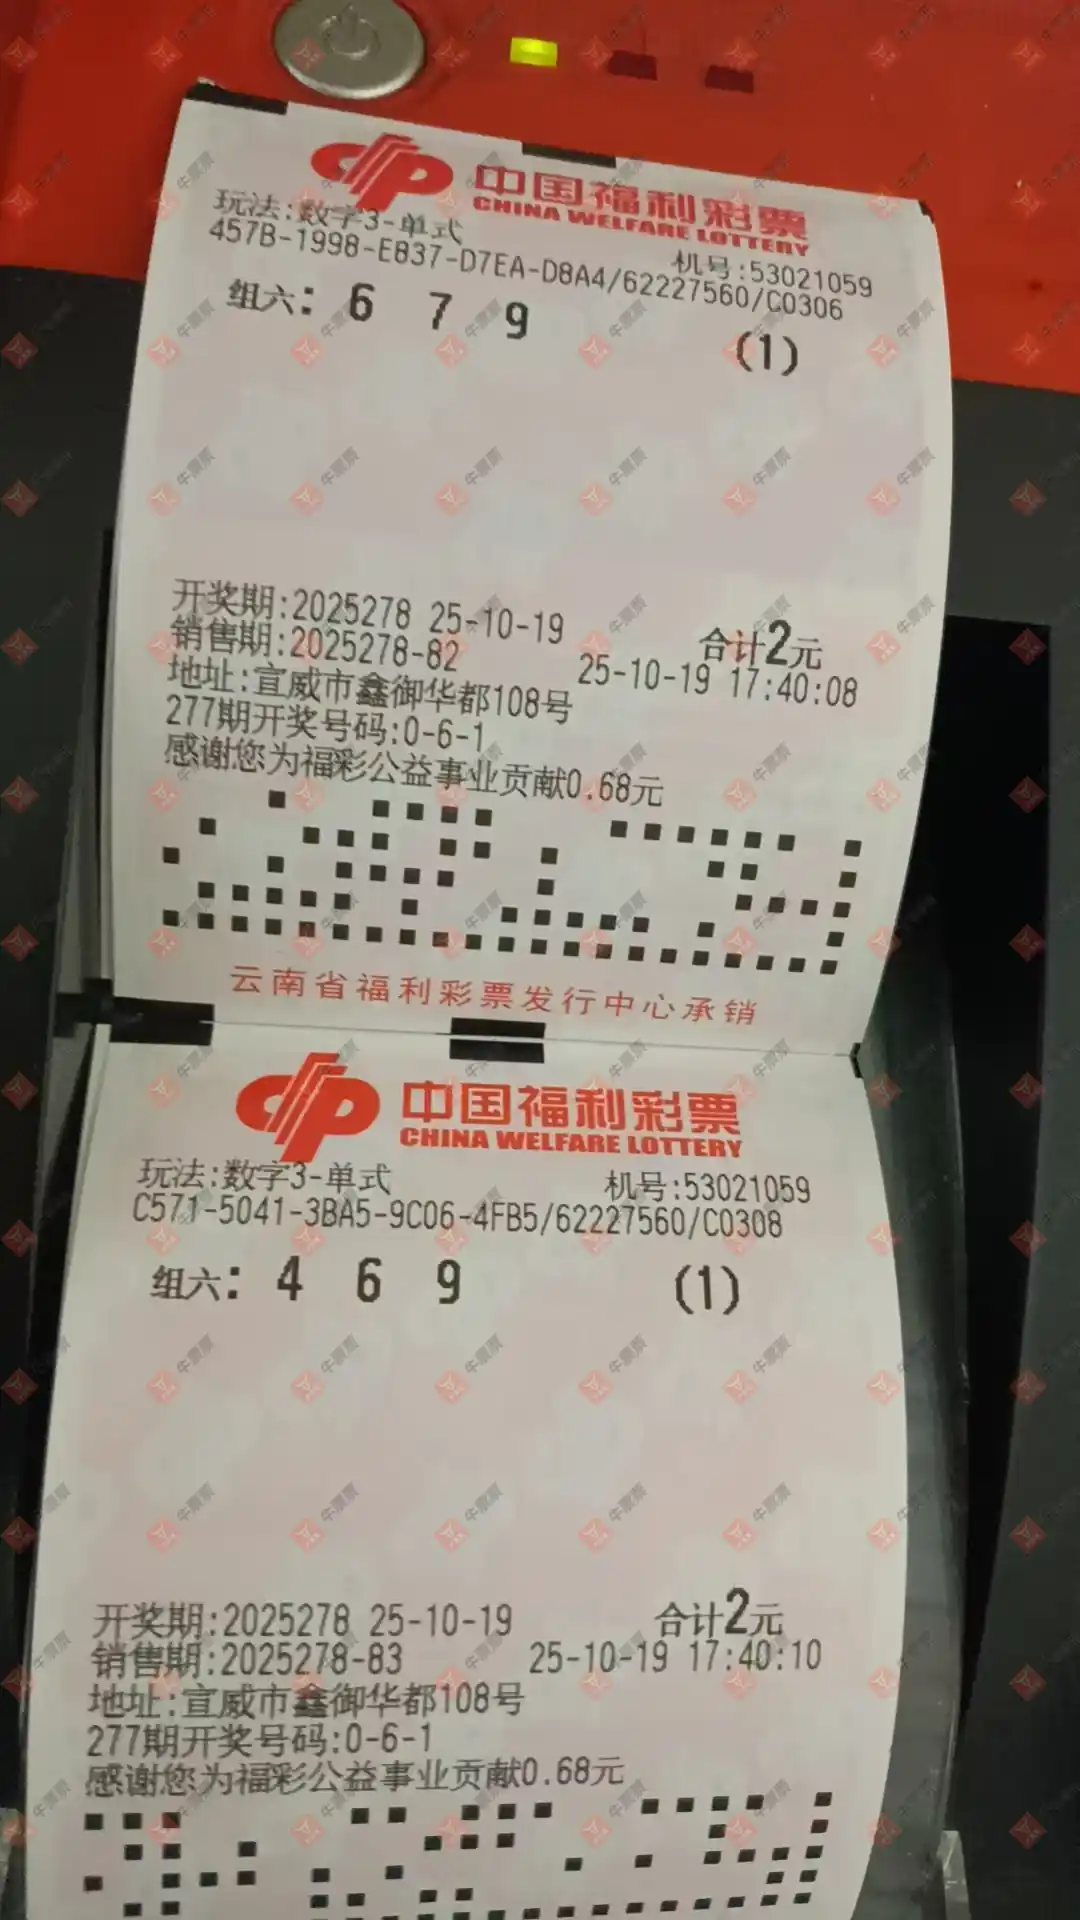 中国福利彩票
CHINA WELFARE LOTTERY
玩法:数字3-单式
机号:53021059
457B-1998-E837-D7EA-D8A4/62227560/C0306
组六: 6 7 9 (1)
开奖期:2025278 25-10-19 合计2元
销售期:2025278-82 25-10-19 17:40:08
地址:宣威市鑫御华都108号
277期开奖号码:0-6-1
感谢您为福彩公益事业贡献0.68元
云南省福利彩票发行中心承销
中国福利彩票
CHINA WELFARE LOTTERY
玩法:数字3-单式 机号:53021059
C571-5041-3BA5-9C06-4FB5/62227560/C0308
组六: 4 6 9 (1)
开奖期:2025278 25-10-19 合计2元
销售期:2025278-83 25-10-19 17:40:10
地址:宣威市鑫御华都108号
277期开奖号码:0-6-1
感谢您为福彩公益事业贡献0.68元
牛票票